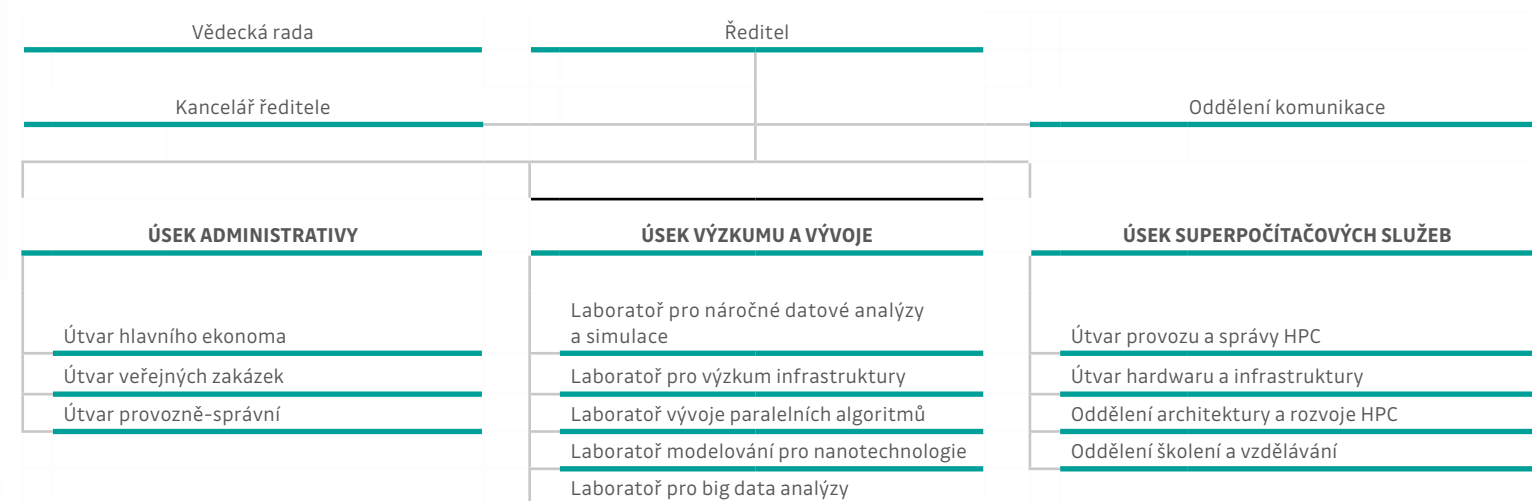 Vědecká rada
Ředitel
Kancelář ředitele
Oddělení komunikace
ÚSEK ADMINISTRATIVY
ÚSEK VÝZKUMU A VÝVOJE
ÚSEK SUPERPOČÍTAČOVÝCH SLUŽEB
Útvar hlavního ekonoma
Útvar veřejných zakázek
Útvar provozně-správní
Laboratoř pro náročné datové analýzy
a simulace
Laboratoř pro výzkum infrastruktury
Laboratoř vývoje paralelních algoritmů
Laboratoř modelování pro nanotechnologie
Laboratoř pro big data analýzy
Útvar provozu a správy HPC
Útvar hardwaru a infrastruktury
Oddělení architektury a rozvoje HPC
Oddělení školení a vzdělávání